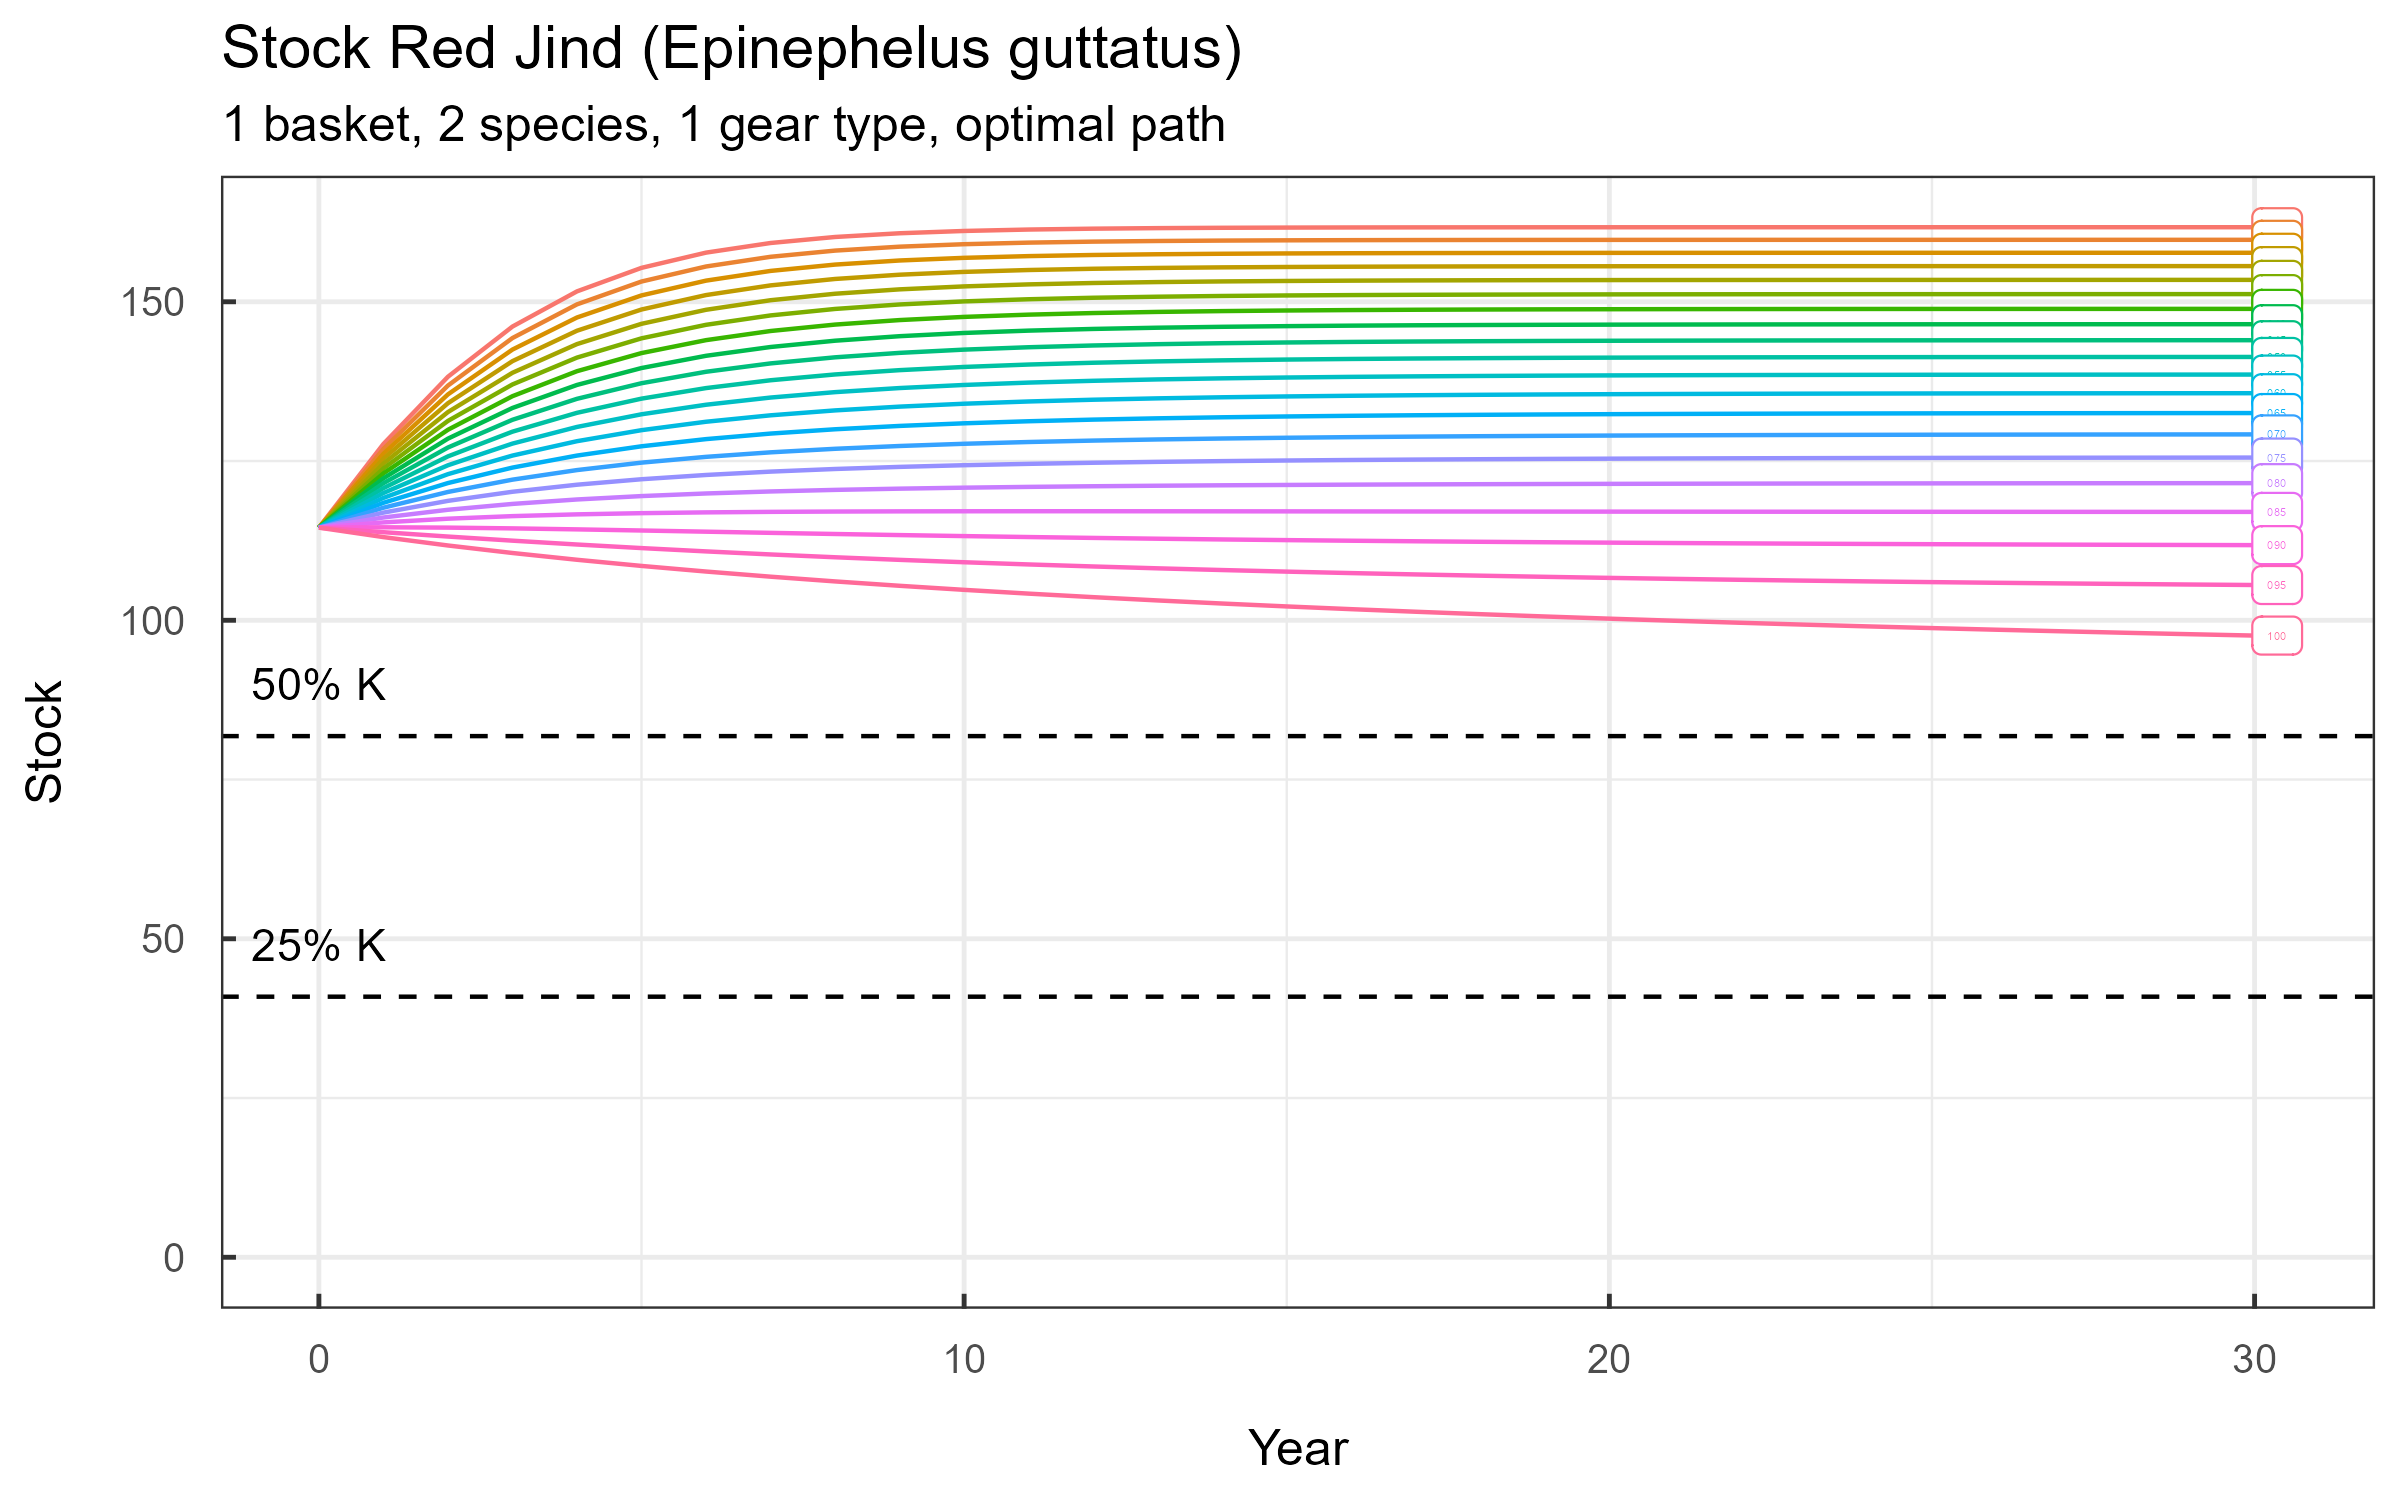 Stock Red Jind (Epinephelus guttatus)
1 basket, 2 species, 1 gear type, optimal path
Stock
150
100
50
0
50% K
25% K
065
070
075
080
085
090
095
100
0
10
20
30
Year